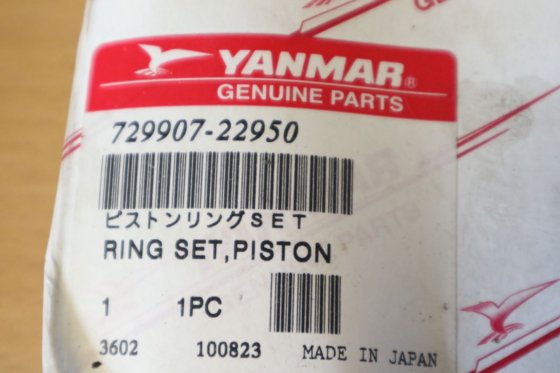 YANMAR®
GENUINE PARTS
729907-22950
ピストンリングSET
RING SET,PISTON
1 1PC
3602 100823 MADE IN JAPAN